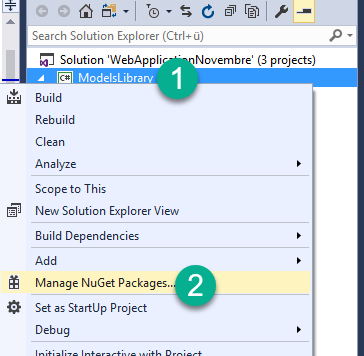 Search Solution Explorer (Ctrl+ü)
Solution 'WebApplicationNovembre' (3 projects)
C# ModelsLibrary 1
Build
Rebuild
Clean
Analyze
Scope to This
New Solution Explorer View
Build Dependencies
Add
Manage NuGet Packages... 2
Set as StartUp Project
Debug
Initialize Interactive with Project